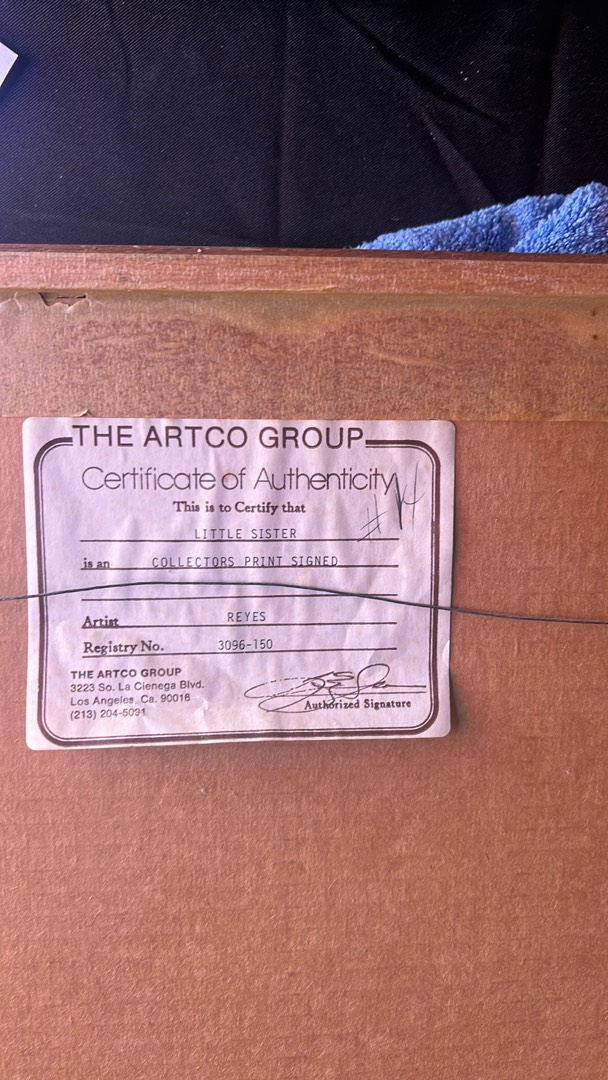 THE ARTCO GROUP
Certificate of Authenticity
This is to Certify that
LITTLE SISTER
is an COLLECTORS PRINT SIGNED
Artist REYES
Registry No. 3096-150
THE ARTCO GROUP
3223 So. La Cienega Blvd.
Los Angeles, Ca. 90016
(213) 204-5091
Authorized Signature